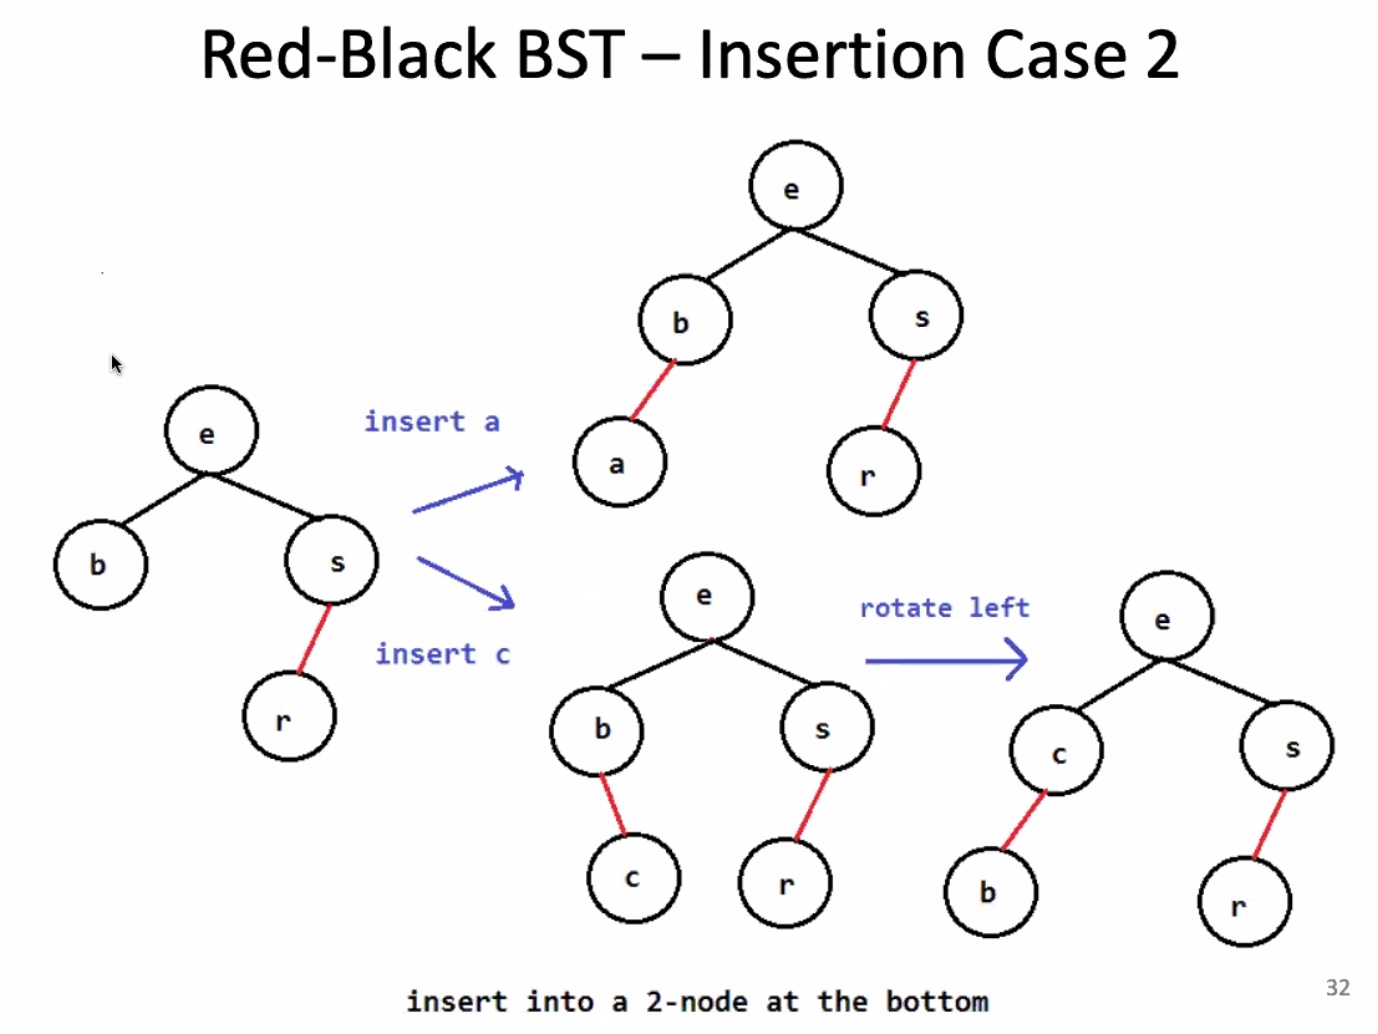 Red-Black BST – Insertion Case 2
e
b
s
a
r
insert a
e
b
s
r
insert c
e
b
s
c
r
rotate left
e
c
s
b
r
insert into a 2-node at the bottom
32